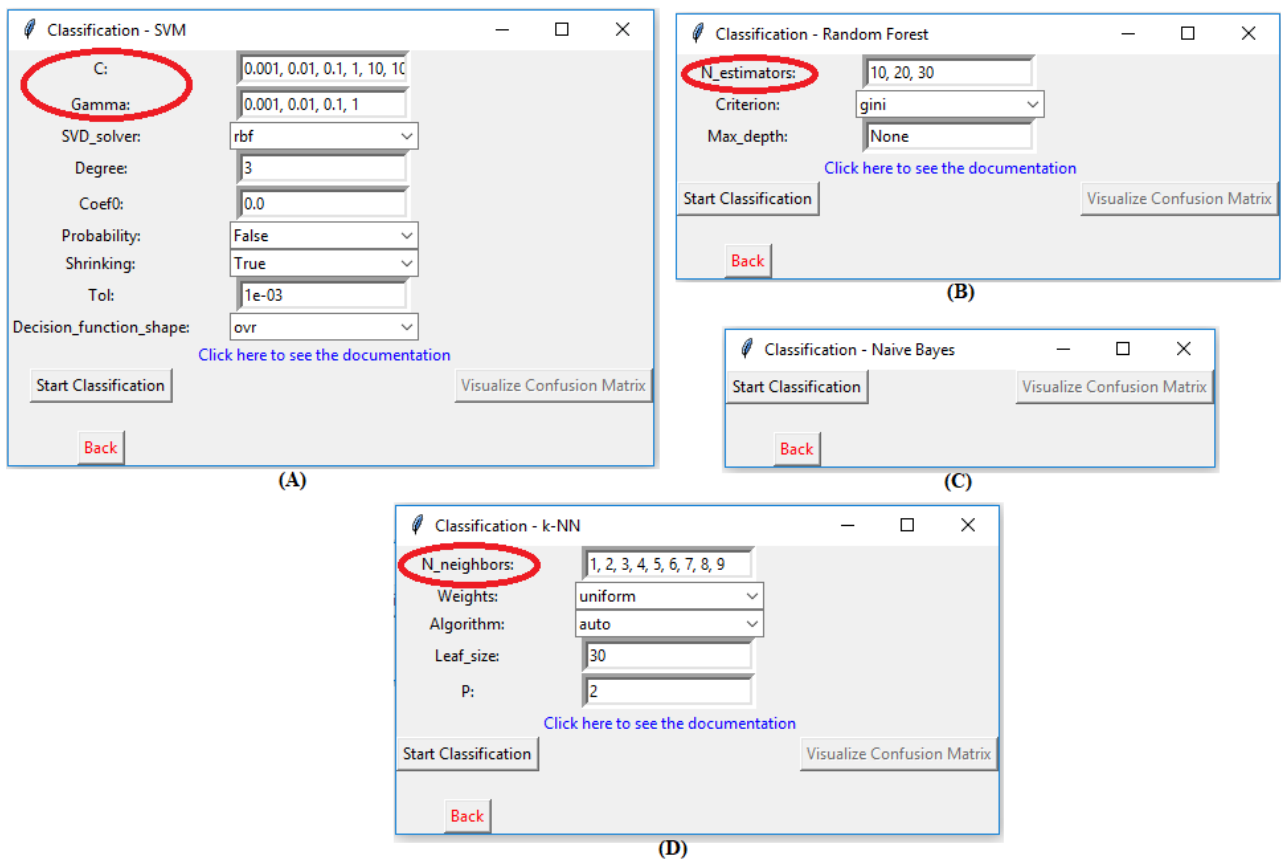 Classification - SVM
C: 0.001, 0.01, 0.1, 1, 10, 10
Gamma: 0.001, 0.01, 0.1, 1
SVD_solver: rbf
Degree: 3
Coef0: 0.0
Probability: False
Shrinking: True
Tol: 1e-03
Decision_function_shape: ovr
Click here to see the documentation
Start Classification Visualize Confusion Matrix
Back
(A)
Classification - Random Forest
N_estimators: 10, 20, 30
Criterion: gini
Max_depth: None
Click here to see the documentation
Start Classification Visualize Confusion Matrix
Back
(B)
Classification - Naive Bayes
Start Classification Visualize Confusion Matrix
Back
(C)
Classification - k-NN
N_neighbors: 1, 2, 3, 4, 5, 6, 7, 8, 9
Weights: uniform
Algorithm: auto
Leaf_size: 30
P: 2
Click here to see the documentation
Start Classification Visualize Confusion Matrix
Back
(D)